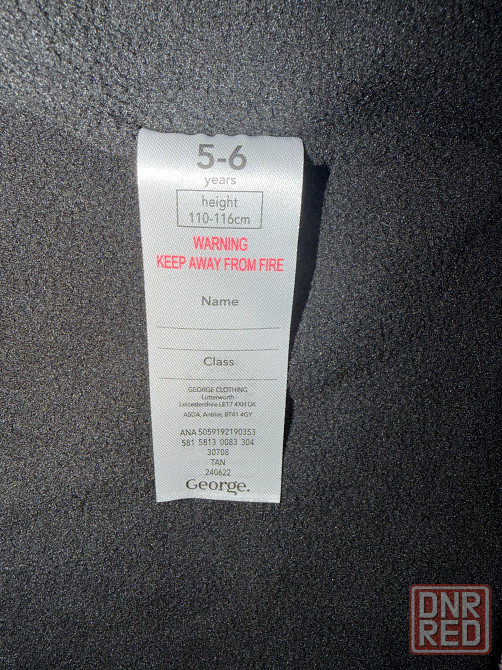 5-6
years
height
110-116cm
WARNING
KEEP AWAY FROM FIRE
Name
Class
GEORGE CLOTHING
Lutterworth
Leicestershire LE17 4XH UK
ASDA, Antrim, BT41 4GY
ANA 5059192190353
581 5813 0083 304
30708
TAN
240622
George.
DNR
RED